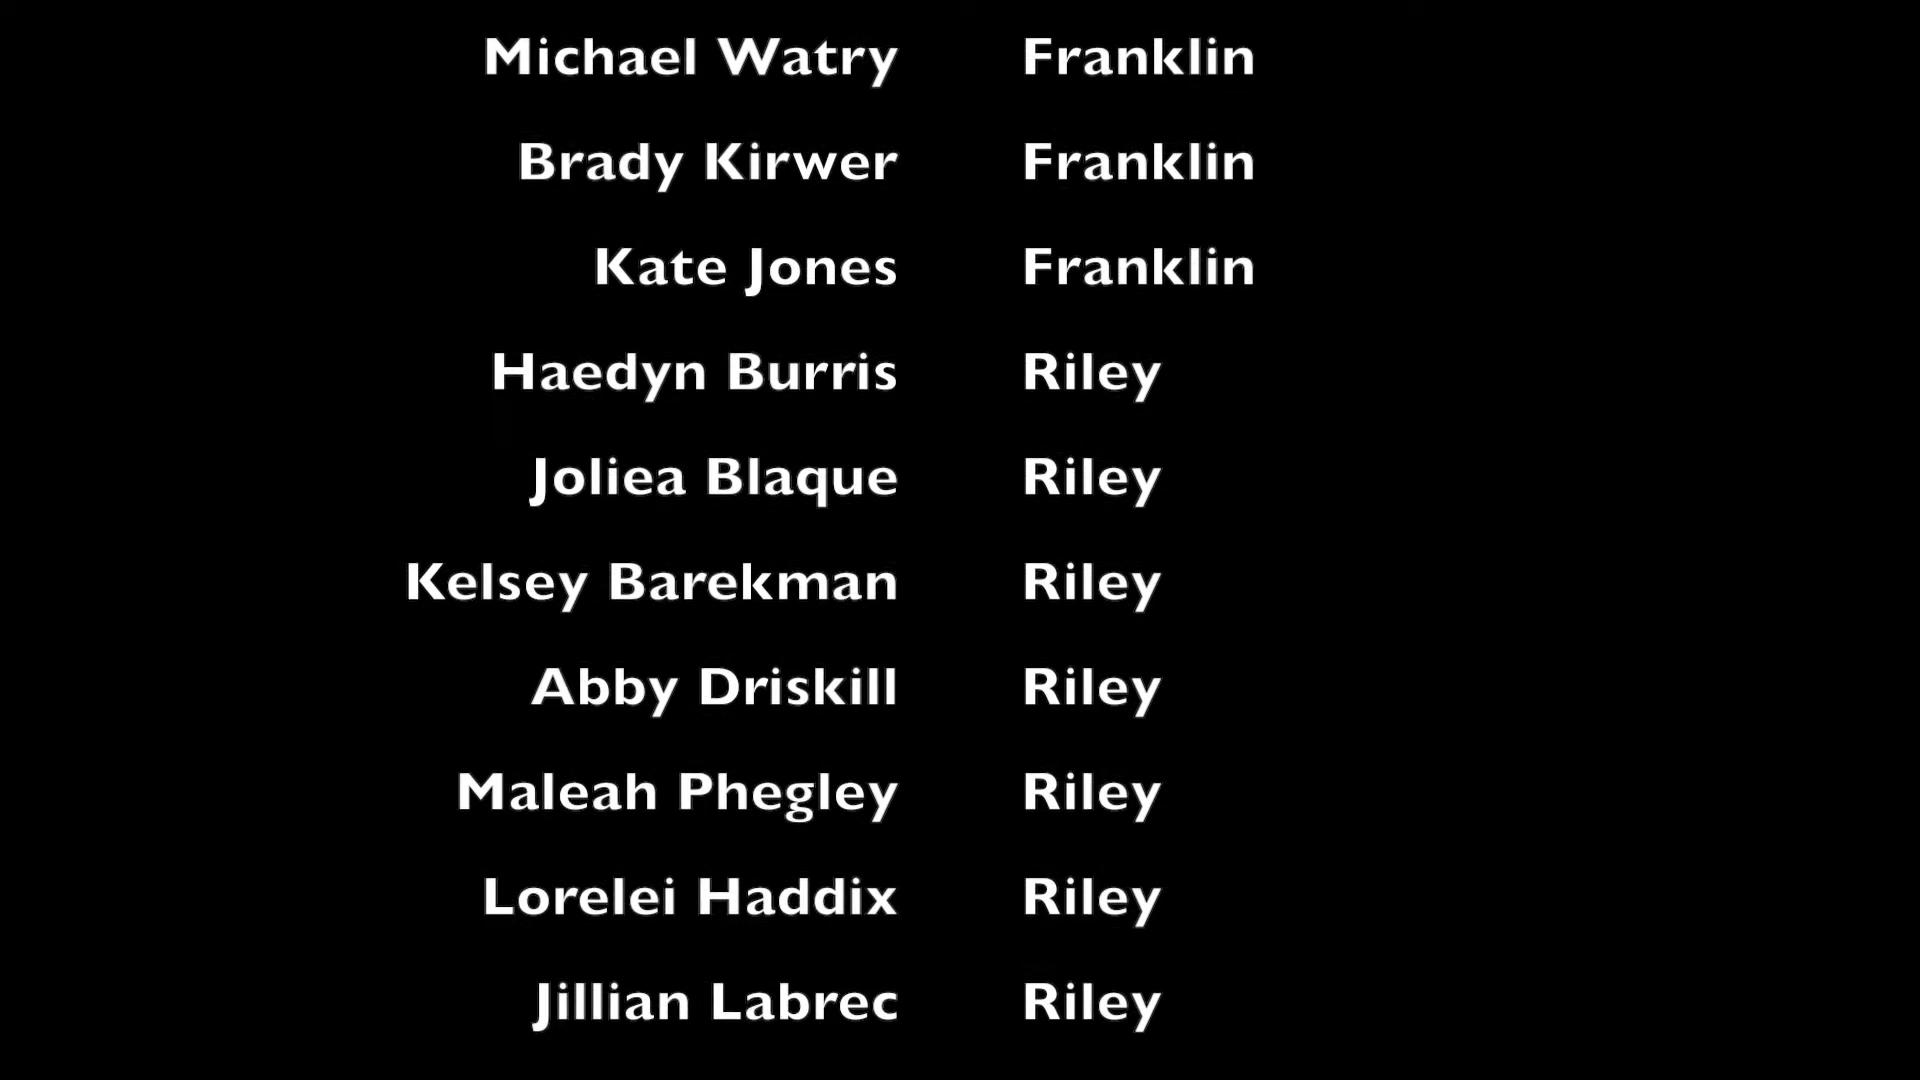 Michael Watry Franklin
Brady Kirwer Franklin
Kate Jones Franklin
Haedyn Burris Riley
Joliea Blaque Riley
Kelsey Barekman Riley
Abby Driskill Riley
Maleah Phegley Riley
Lorelei Haddix Riley
Jillian Labrec Riley